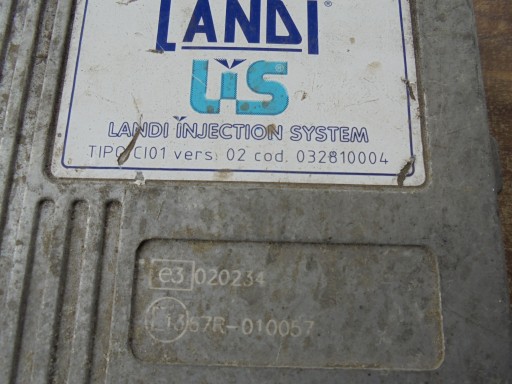 LANDI®
LIS
LANDI INJECTION SYSTEM
TIPO CI01 vers. 02 cod. 032810004
e3 020234
67R-010057